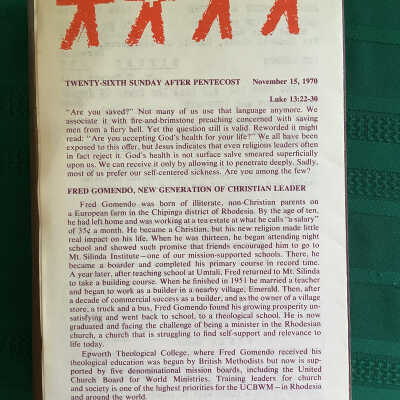 TWENTY-SIXTH SUNDAY AFTER PENTECOST November 15, 1970
Luke 13:22-30
"Are you saved?" Not many of us use that language anymore. We
associate it with fire-and-brimstone preaching concerned with saving
men from a fiery hell. Yet the question still is valid. Reworded it might
read: "Are you accepting God's health for your life?" We all have been
exposed to this offer, but Jesus indicates that even religious leaders often
in fact reject it. God's health is not surface salve smeared superficially
upon us. We can receive it only by allowing it to penetrate deeply. Sadly,
most of us prefer our self-centered sickness. Are you among the few?
FRED GOMENDO, NEW GENERATION OF CHRISTIAN LEADER
Fred Gomendo was born of illiterate, non-Christian parents on
a European farm in the Chipinga district of Rhodesia. By the age of ten,
he had left home and was working at a tea estate at what he calls "a salary"
of 35¢ a month. He became a Christian, but his new religion made little
real impact on his life. When he was thirteen, he began attending night
school and showed such promise that friends encouraged him to go to
Mt. Silinda Institute—one of our mission-supported schools. There, he
became a boarder and completed his primary course in record time.
A year later, after teaching school at Umtali, Fred returned to Mt. Silinda
to take a building course. When he finished in 1951 he married a teacher
and began to work as a builder in a nearby village, Emerald. Then, after
a decade of commercial success as a builder, and as the owner of a village
store, a truck and a bus, Fred Gomendo found his growing prosperity un-
satisfying and went back to school, to a theological school. He is now
graduated and facing the challenge of being a minister in the Rhodesian
church, a church that is struggling to find self-support and relevance to
life today.
Epworth Theological College, where Fred Gomendo received his
theological education was begun by British Methodists but now is sup-
ported by five denominational mission boards, including the United
Church Board for World Ministries. Training leaders for church
and society is one of the highest priorities for the UCBWM—in Rhodesia
and around the world.